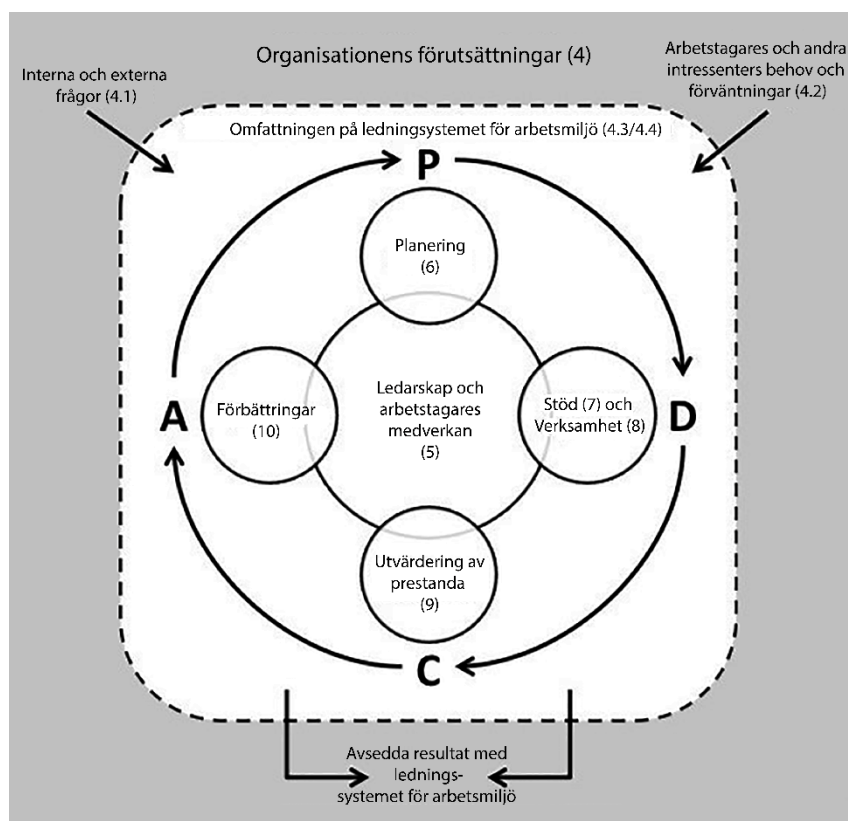 Organisationens förutsättningar (4)
Interna och externa
frågor (4.1)
Arbetstagares och andra
intressenters behov och
förväntningar (4.2)
Omfattningen på ledningsystemet för arbetsmiljö (4.3/4.4)
P
Planering
(6)
A
Förbättringar
(10)
Ledarskap och
arbetstagares
medverkan
(5)
Stöd (7) och
Verksamhet (8)
D
Utvärdering av
prestanda
(9)
C
Avsedda resultat med
lednings-
systemet för arbetsmiljö